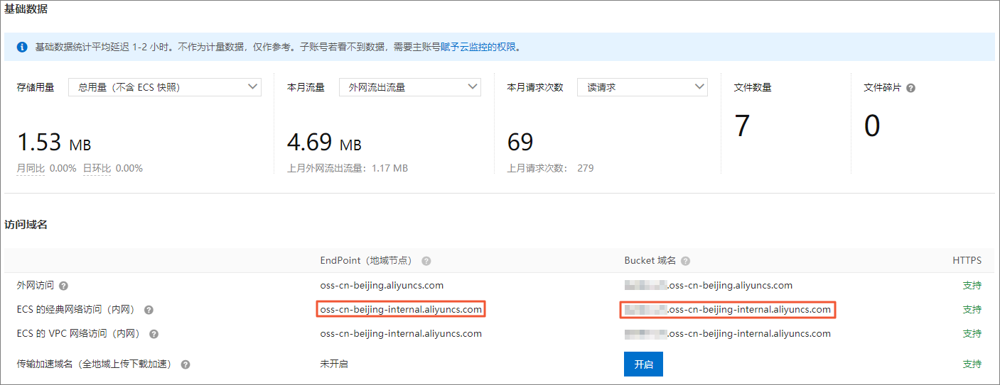 基础数据
基础数据统计平均延迟 1-2 小时。不作为计量数据，仅作参考。子账号若看不到数据，需要主账号赋予云监控的权限。
存储用量 总用量（不含 ECS 快照） 本月流量 外网流出流量 本月请求次数 读请求 文件数量 文件碎片
1.53 MB 4.69 MB 69 7 0
月同比 0.00% 日环比 0.00% 上月外网流出流量：1.17 MB 上月请求次数： 279
访问域名
EndPoint（地域节点） Bucket 域名 HTTPS
外网访问 oss-cn-beijing.aliyuncs.com .oss-cn-beijing.aliyuncs.com 支持
ECS 的经典网络访问（内网） oss-cn-beijing-internal.aliyuncs.com .oss-cn-beijing-internal.aliyuncs.com 支持
ECS 的 VPC 网络访问（内网） oss-cn-beijing-internal.aliyuncs.com .oss-cn-beijing-internal.aliyuncs.com 支持
传输加速域名（全地域上传下载加速） 未开启 开启 支持